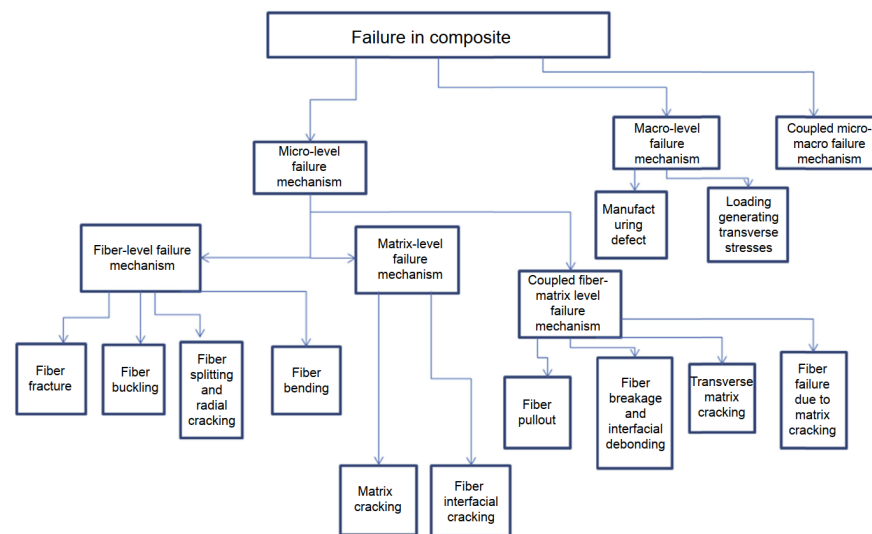 Failure in composite
Micro-level
failure
mechanism
Macro-level
failure
mechanism
Coupled micro-
macro failure
mechanism
Manufact
uring
defect
Loading
generating
transverse
stresses
Fiber-level failure
mechanism
Matrix-level
failure
mechanism
Coupled fiber-
matrix level
failure
mechanism
Fiber
fracture
Fiber
buckling
Fiber
splitting
and
radial
cracking
Fiber
bending
Matrix
cracking
Fiber
interfacial
cracking
Fiber
pullout
Fiber
breakage
and
interfacial
debonding
Transverse
matrix
cracking
Fiber
failure
due to
matrix
cracking